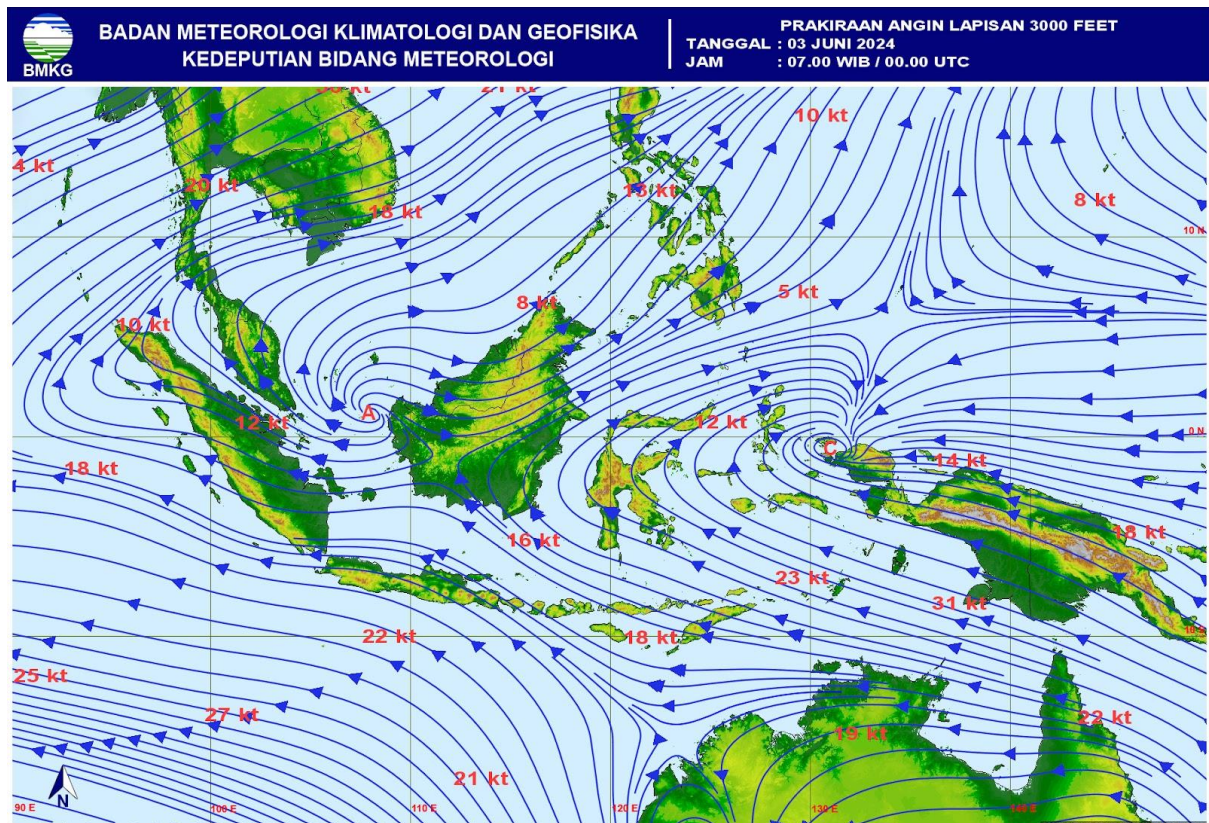 BADAN METEOROLOGI KLIMATOLOGI DAN GEOFISIKA
KEDEPUTIAN BIDANG METEOROLOGI
BMKG
PRAKIRAAN ANGIN LAPISAN 3000 FEET
TANGGAL : 03 JUNI 2024
JAM : 07.00 WIB / 00.00 UTC
21 kt
10 kt
4 kt
20 kt
18 kt
13 kt
8 kt
10 N
5 kt
8 kt
10 kt
A
12 kt
12 kt
0 N
C
14 kt
18 kt
16 kt
18 kt
23 kt
31 kt
22 kt
18 kt
25 kt
27 kt
22 kt
19 kt
21 kt
N
90 E
100 E
110 E
120 E
130 E
140 E